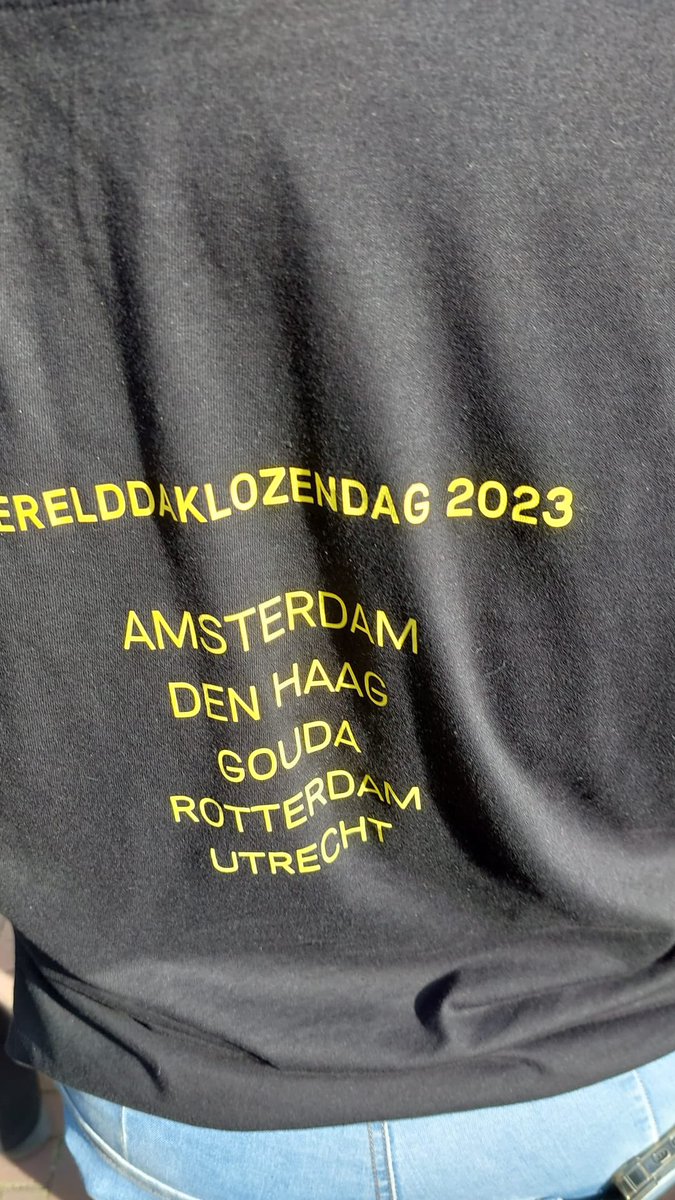 ERELDDAKLOZENDAG 2023
AMSTERDAM
DEN HAAG
GOUDA
ROTTERDAM
UTRECHT